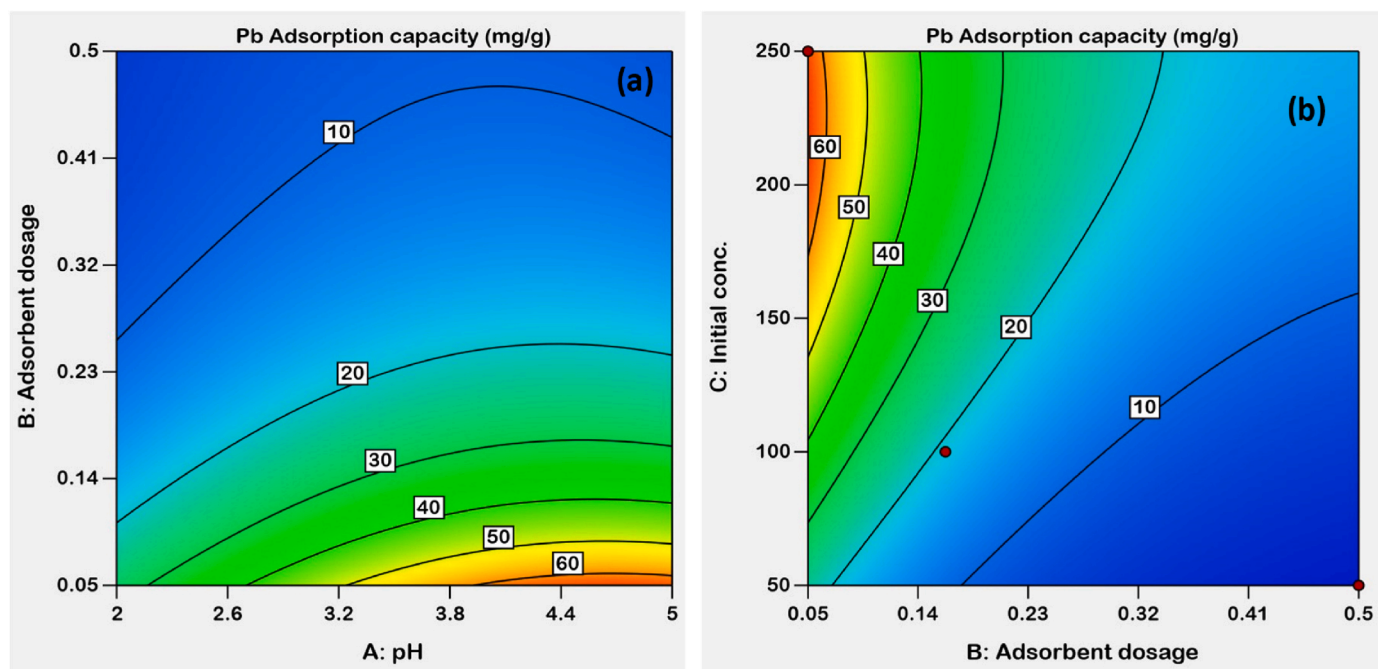 Pb Adsorption capacity (mg/g)
(a)
B: Adsorbent dosage
0.5
0.41
0.32
0.23
0.14
0.05
10
20
30
40
50
60
2 2.6 3.2 3.8 4.4 5
A: pH
Pb Adsorption capacity (mg/g)
(b)
C: Initial conc.
250
200
150
100
50
60
50
40
30
20
10
0.05 0.14 0.23 0.32 0.41 0.5
B: Adsorbent dosage